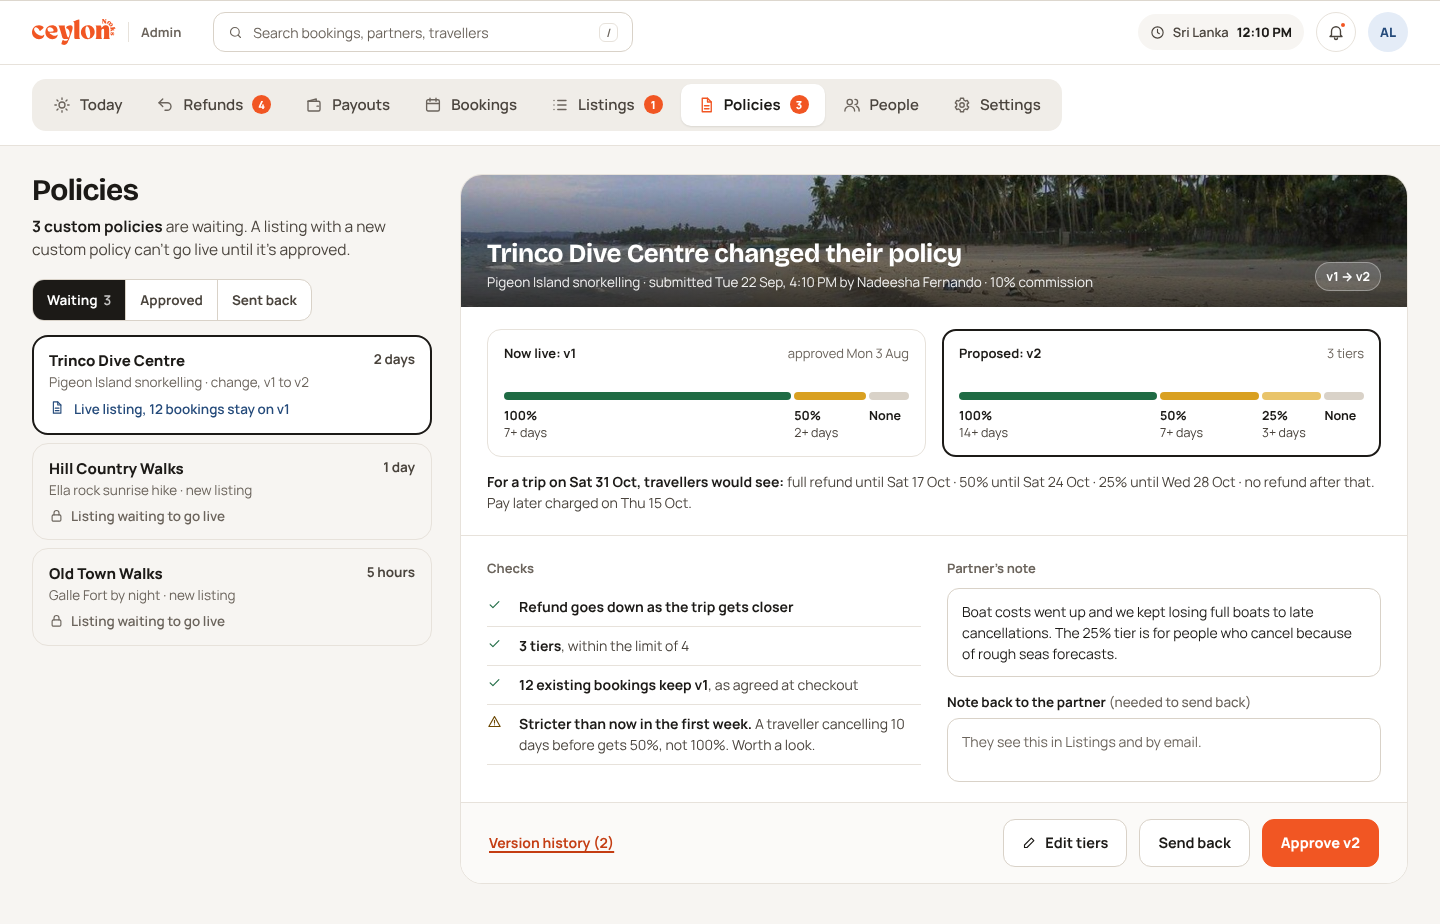 ceylon
Admin
Search bookings, partners, travellers
/
Sri Lanka 12:10 PM
AL
Today
Refunds 4
Payouts
Bookings
Listings 1
Policies 3
People
Settings
Policies
3 custom policies are waiting. A listing with a new
custom policy can't go live until it's approved.
Waiting 3
Approved
Sent back
Trinco Dive Centre
2 days
Pigeon Island snorkelling · change, v1 to v2
Live listing, 12 bookings stay on v1
Hill Country Walks
1 day
Ella rock sunrise hike · new listing
Listing waiting to go live
Old Town Walks
5 hours
Galle Fort by night · new listing
Listing waiting to go live
Trinco Dive Centre changed their policy
Pigeon Island snorkelling · submitted Tue 22 Sep, 4:10 PM by Nadeesha Fernando · 10% commission
v1 → v2
Now live: v1
approved Mon 3 Aug
100%
7+ days
50%
2+ days
None
Proposed: v2
3 tiers
100%
14+ days
50%
7+ days
25%
3+ days
None
For a trip on Sat 31 Oct, travellers would see: full refund until Sat 17 Oct · 50% until Sat 24 Oct · 25% until Wed 28 Oct · no refund after that.
Pay later charged on Thu 15 Oct.
Checks
Refund goes down as the trip gets closer
3 tiers, within the limit of 4
12 existing bookings keep v1, as agreed at checkout
Stricter than now in the first week. A traveller cancelling 10
days before gets 50%, not 100%. Worth a look.
Partner's note
Boat costs went up and we kept losing full boats to late
cancellations. The 25% tier is for people who cancel because
of rough seas forecasts.
Note back to the partner (needed to send back)
They see this in Listings and by email.
Version history (2)
Edit tiers
Send back
Approve v2